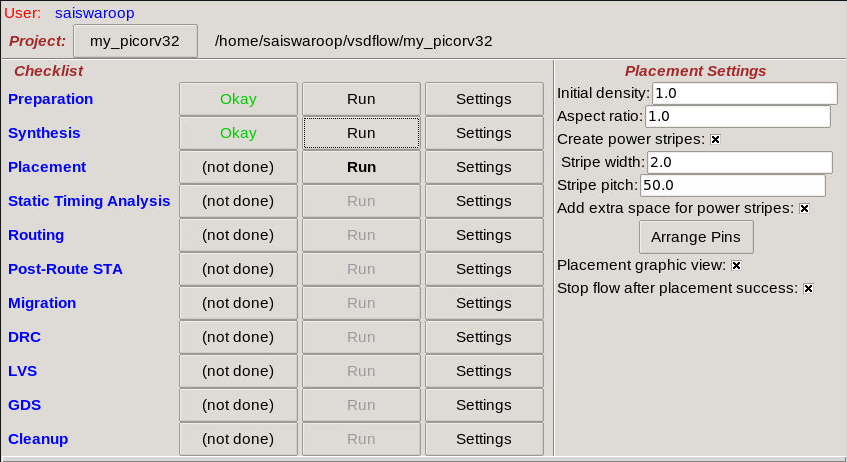 User: saiswaroop
Project: my_picorv32 /home/saiswaroop/vsdflow/my_picorv32
Checklist
Preparation Okay Run Settings
Synthesis Okay Run Settings
Placement (not done) Run Settings
Static Timing Analysis (not done) Run Settings
Routing (not done) Run Settings
Post-Route STA (not done) Run Settings
Migration (not done) Run Settings
DRC (not done) Run Settings
LVS (not done) Run Settings
GDS (not done) Run Settings
Cleanup (not done) Run Settings
Placement Settings
Initial density: 1.0
Aspect ratio: 1.0
Create power stripes:
Stripe width: 2.0
Stripe pitch: 50.0
Add extra space for power stripes:
Arrange Pins
Placement graphic view:
Stop flow after placement success: